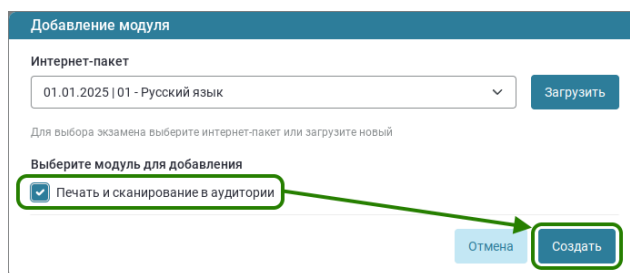 Добавление модуля
Интернет-пакет
01.01.2025 | 01 - Русский язык
Загрузить
Для выбора экзамена выберите интернет-пакет или загрузите новый
Выберите модуль для добавления
Печать и сканирование в аудитории
Отмена
Создать